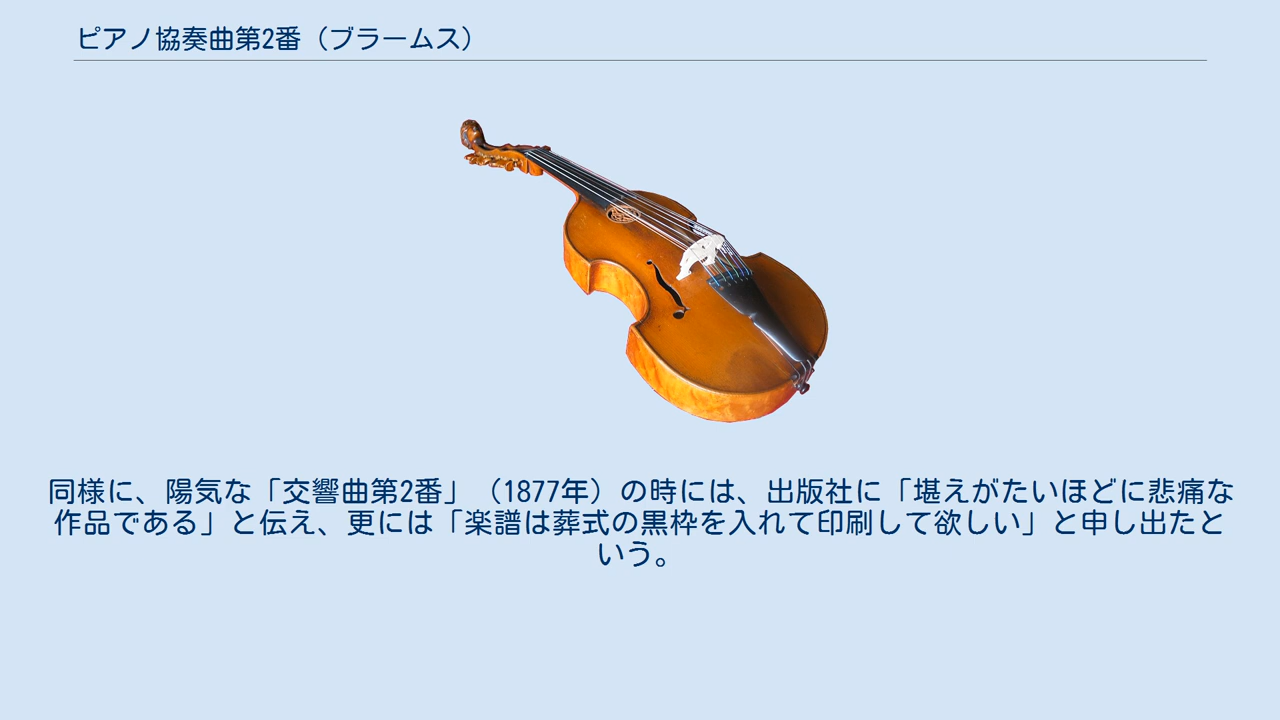 ピアノ協奏曲第2番（ブラームス）
同様に、陽気な「交響曲第2番」（1877年）の時には、出版社に「堪えがたいほどに悲痛な
作品である」と伝え、更には「楽譜は葬式の黒枠を入れて印刷して欲しい」と申し出たと
いう。